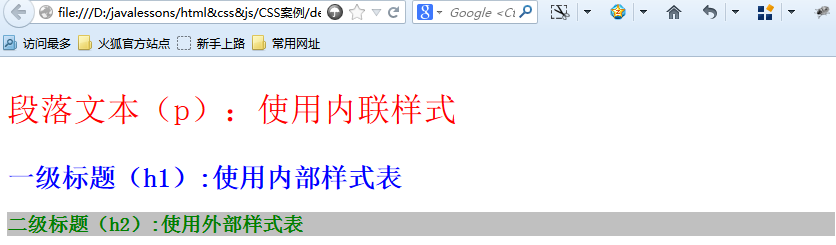 file:///D:/javalessons/html&css&js/CSS案例/de
Google <Ct
访问最多 火狐官方站点 新手上路 常用网址
段落文本（p）：使用内联样式
一级标题（h1）:使用内部样式表
二级标题（h2）:使用外部样式表